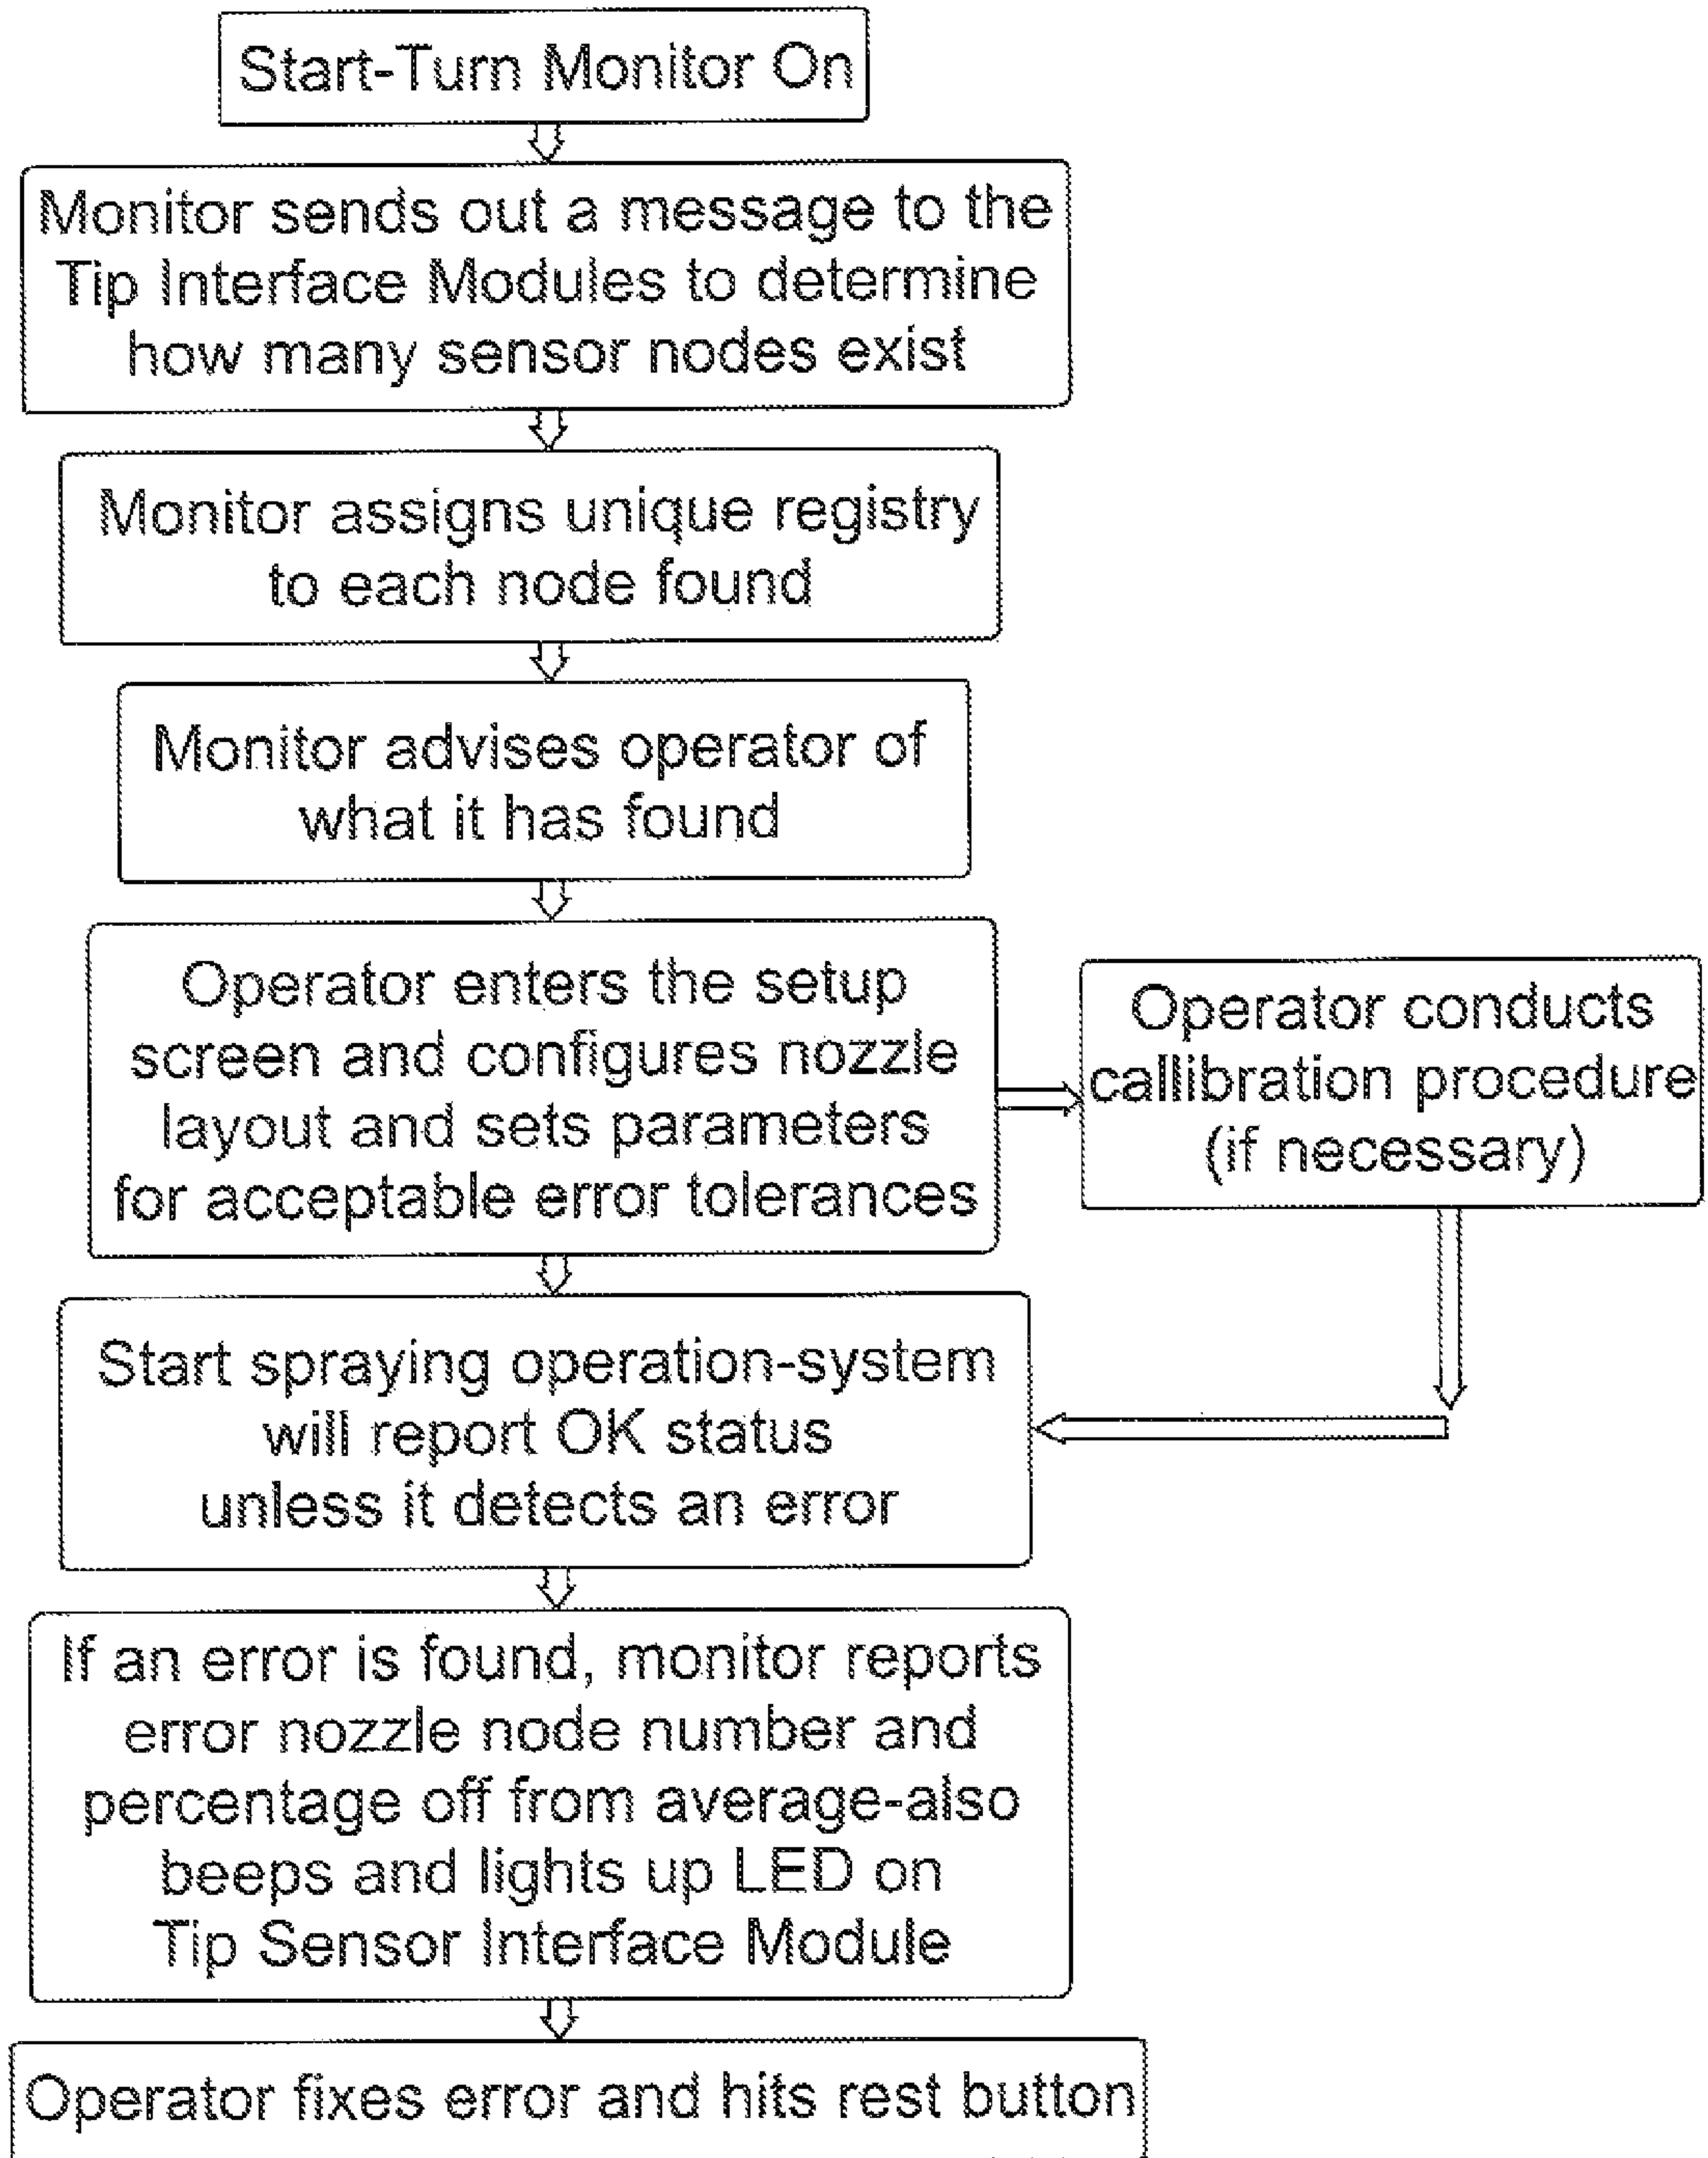 Start-Turn Monitor On
Monitor sends out a message to the
Tip Interface Modules to determine
how many sensor nodes exist
Monitor assigns unique registry
to each node found
Monitor advises operator of
what it has found
Operator enters the setup
screen and configures nozzle
layout and sets parameters
for acceptable error tolerances
Operator conducts
callibration procedure
(if necessary)
Start spraying operation-system
will report OK status
unless it detects an error
If an error is found, monitor reports
error nozzle node number and
percentage off from average-also
beeps and lights up LED on
Tip Sensor Interface Module
Operator fixes error and hits rest button